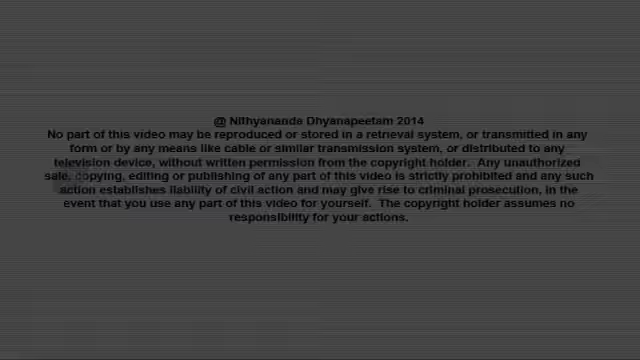 @ Nithyananda Dhyanapeetam 2014
No part of this video may be reproduced or stored in a retrieval system, or transmitted in any
form or by any means like cable or similar transmission system, or distributed to any
television device, without written permission from the copyright holder. Any unauthorized
sale, copying, editing or publishing of any part of this video is strictly prohibited and any such
action establishes liability of civil action and may give rise to criminal prosecution, in the
event that you use any part of this video for yourself. The copyright holder assumes no
responsibility for your actions.